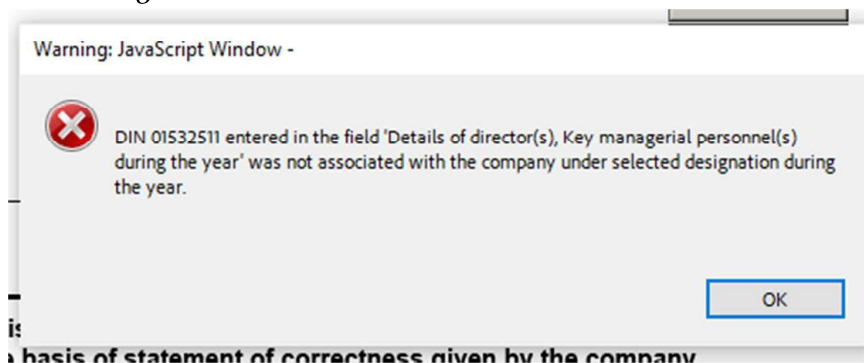 Warning: JavaScript Window -
DIN 01532511 entered in the field 'Details of director(s), Key managerial personnel(s)
during the year' was not associated with the company under selected designation during
the year.
OK
basis of statement of correctness given by the company